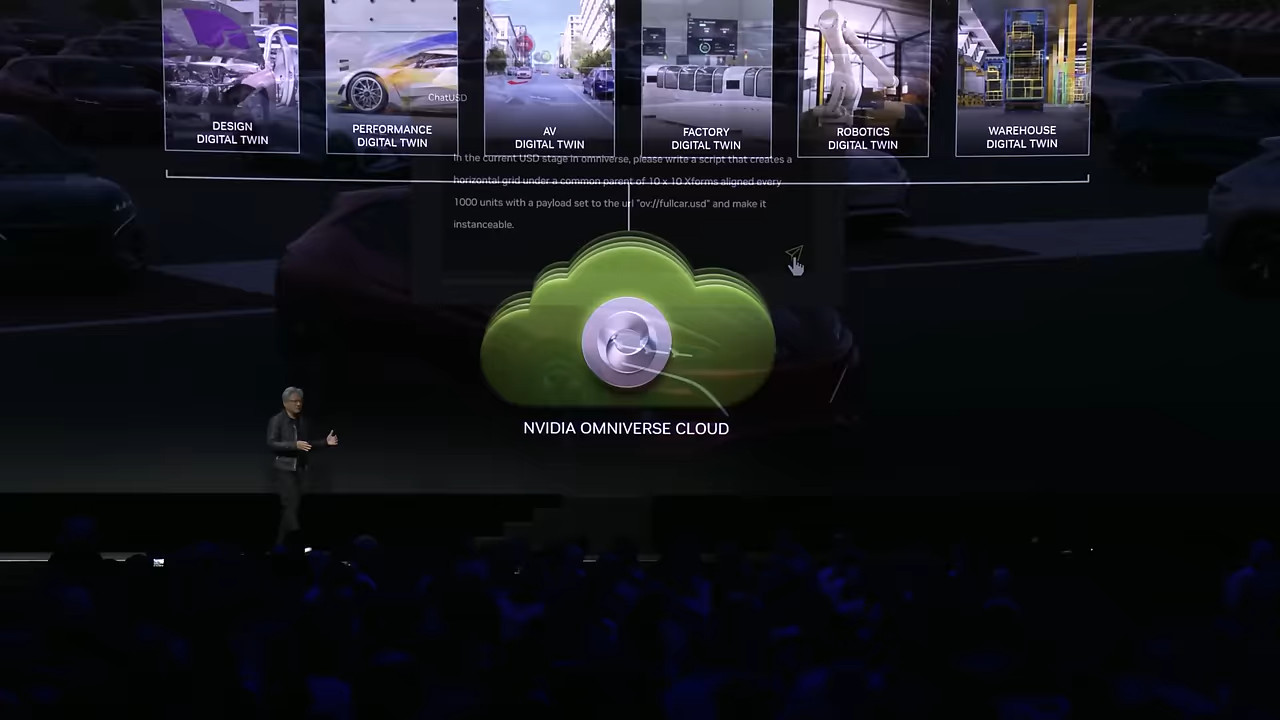 DESIGN
DIGITAL TWIN
PERFORMANCE
DIGITAL TWIN
AV
DIGITAL TWIN
FACTORY
DIGITAL TWIN
ROBOTICS
DIGITAL TWIN
WAREHOUSE
DIGITAL TWIN
ChatUSD
In the current USD stage in omniverse, please write a script that creates a
horizontal grid under a common parent of 10 x 10 Xforms aligned every
1000 units with a payload set to the url "ov://fullcar.usd" and make it
instanceable.
NVIDIA OMNIVERSE CLOUD